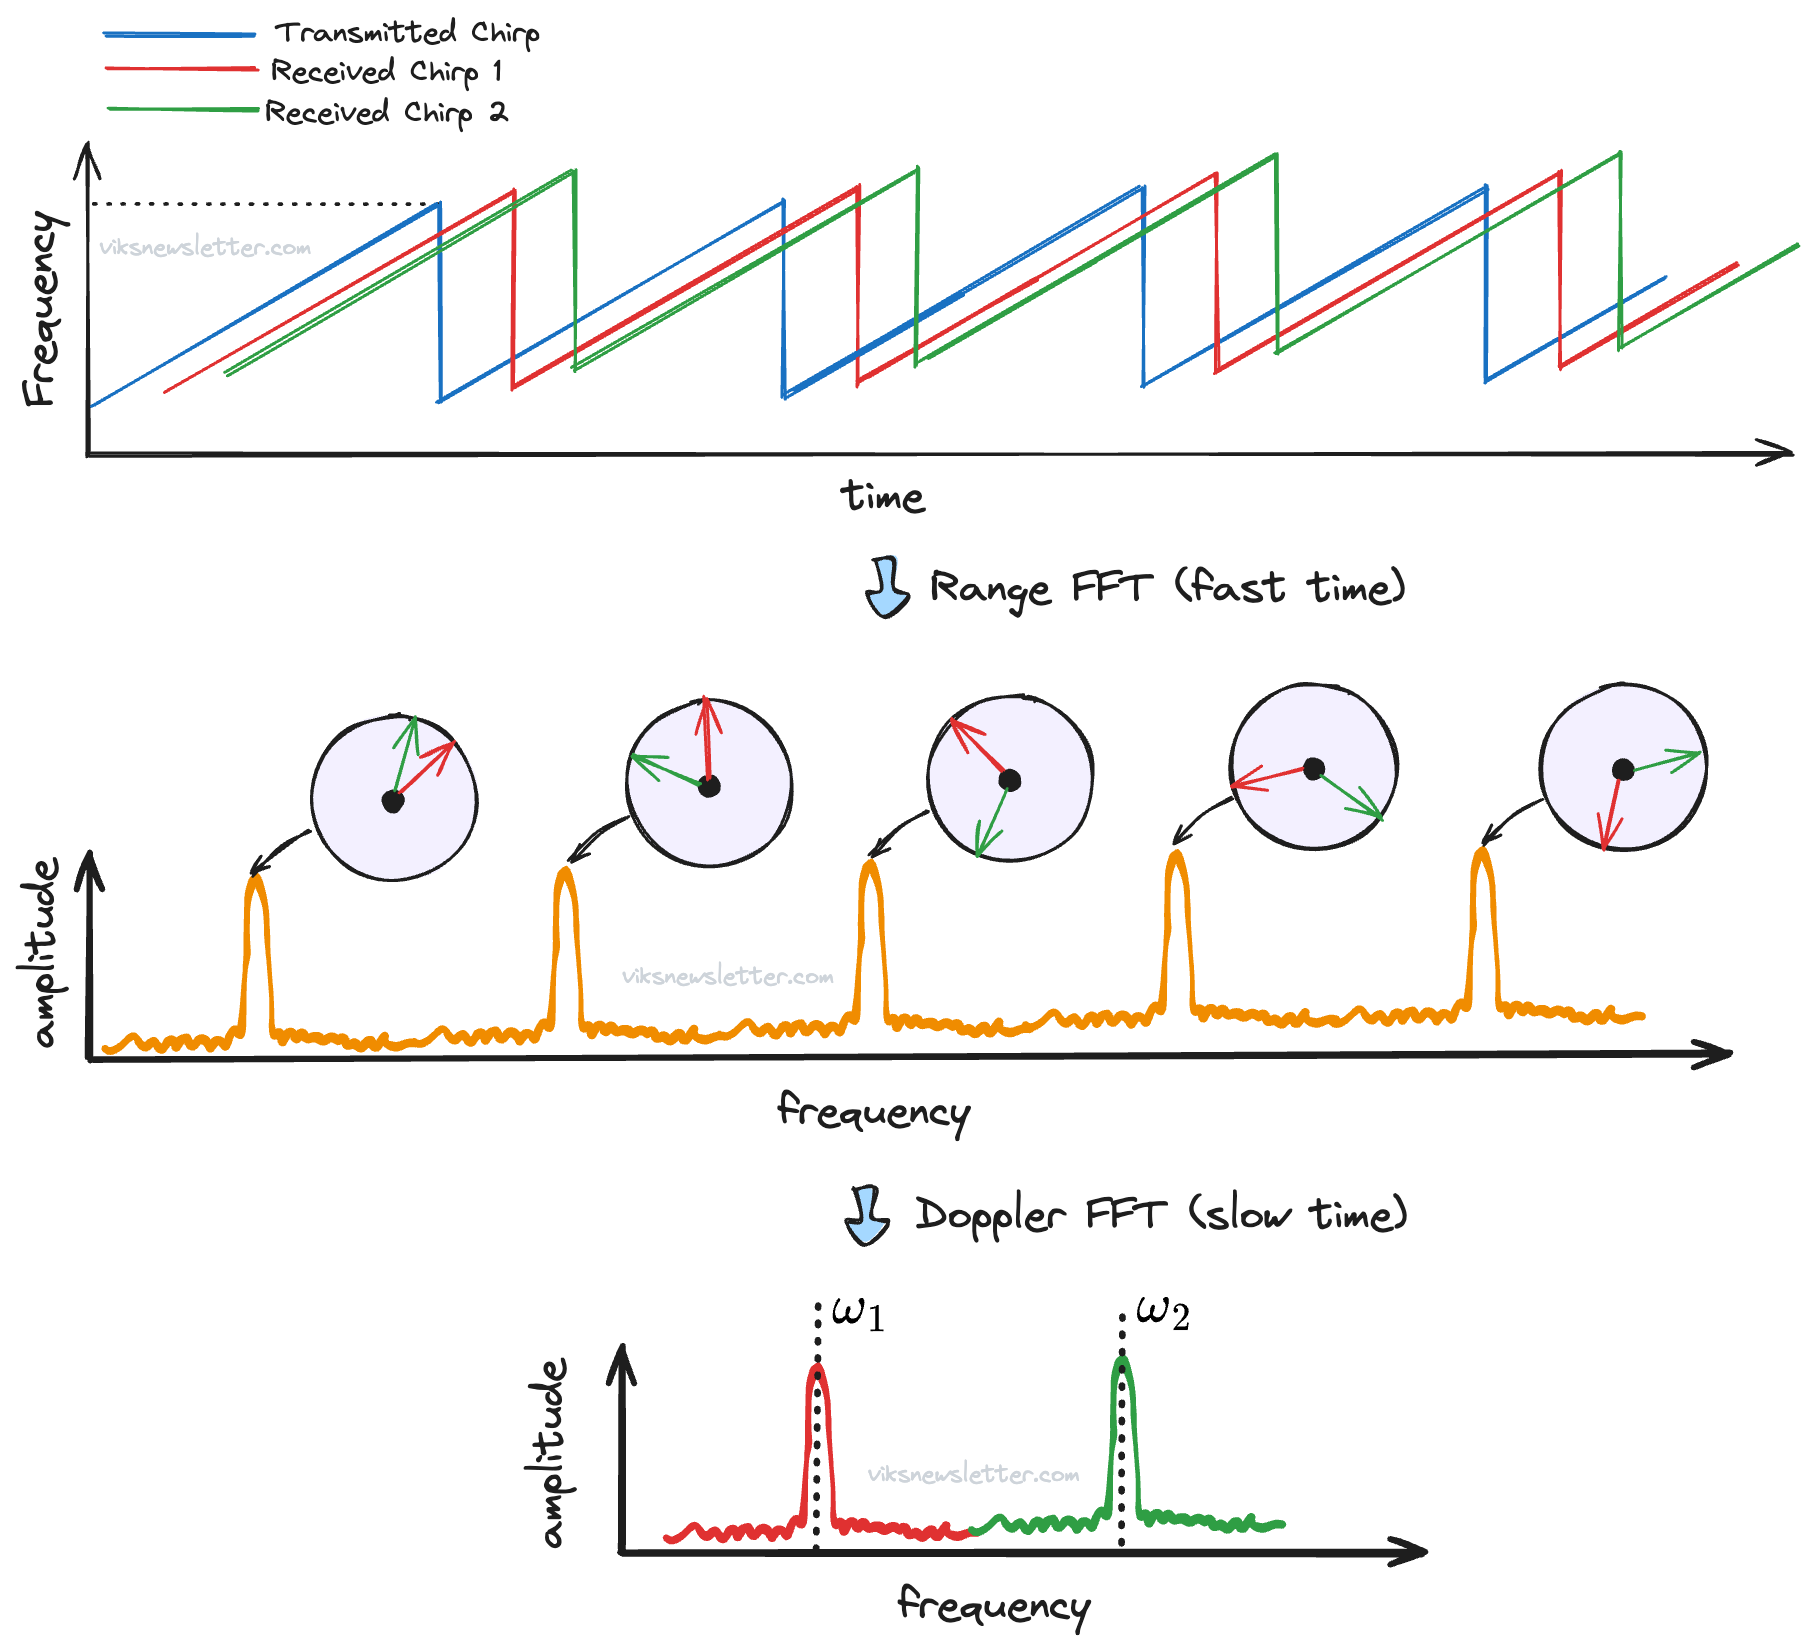 Transmitted Chirp
Received Chirp 1
Received Chirp 2
Frequency
viksnewsletter.com
time
Range FFT (fast time)
amplitude
viksnewsletter.com
frequency
Doppler FFT (slow time)
ω1
ω2
amplitude
viksnewsletter.com
frequency